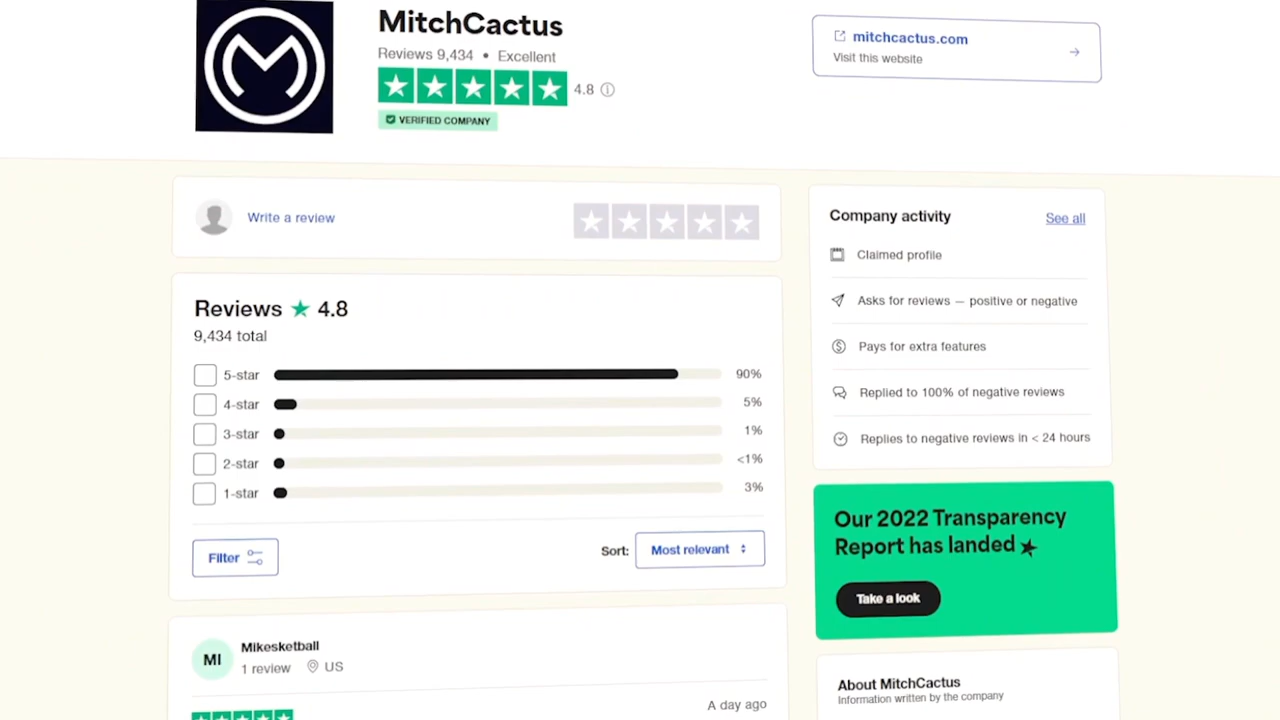 MitchCactus
Reviews 9,434 • Excellent
4.8
VERIFIED COMPANY
mitchcactus.com
Visit this website
Write a review
Reviews ★ 4.8
9,434 total
5-star 90%
4-star 5%
3-star 1%
2-star <1%
1-star 3%
Filter
Sort: Most relevant
MI
Mikesketball
1 review US
A day ago
Company activity See all
Claimed profile
Asks for reviews — positive or negative
Pays for extra features
Replied to 100% of negative reviews
Replies to negative reviews in < 24 hours
Our 2022 Transparency
Report has landed
Take a look
About MitchCactus
Information written by the company